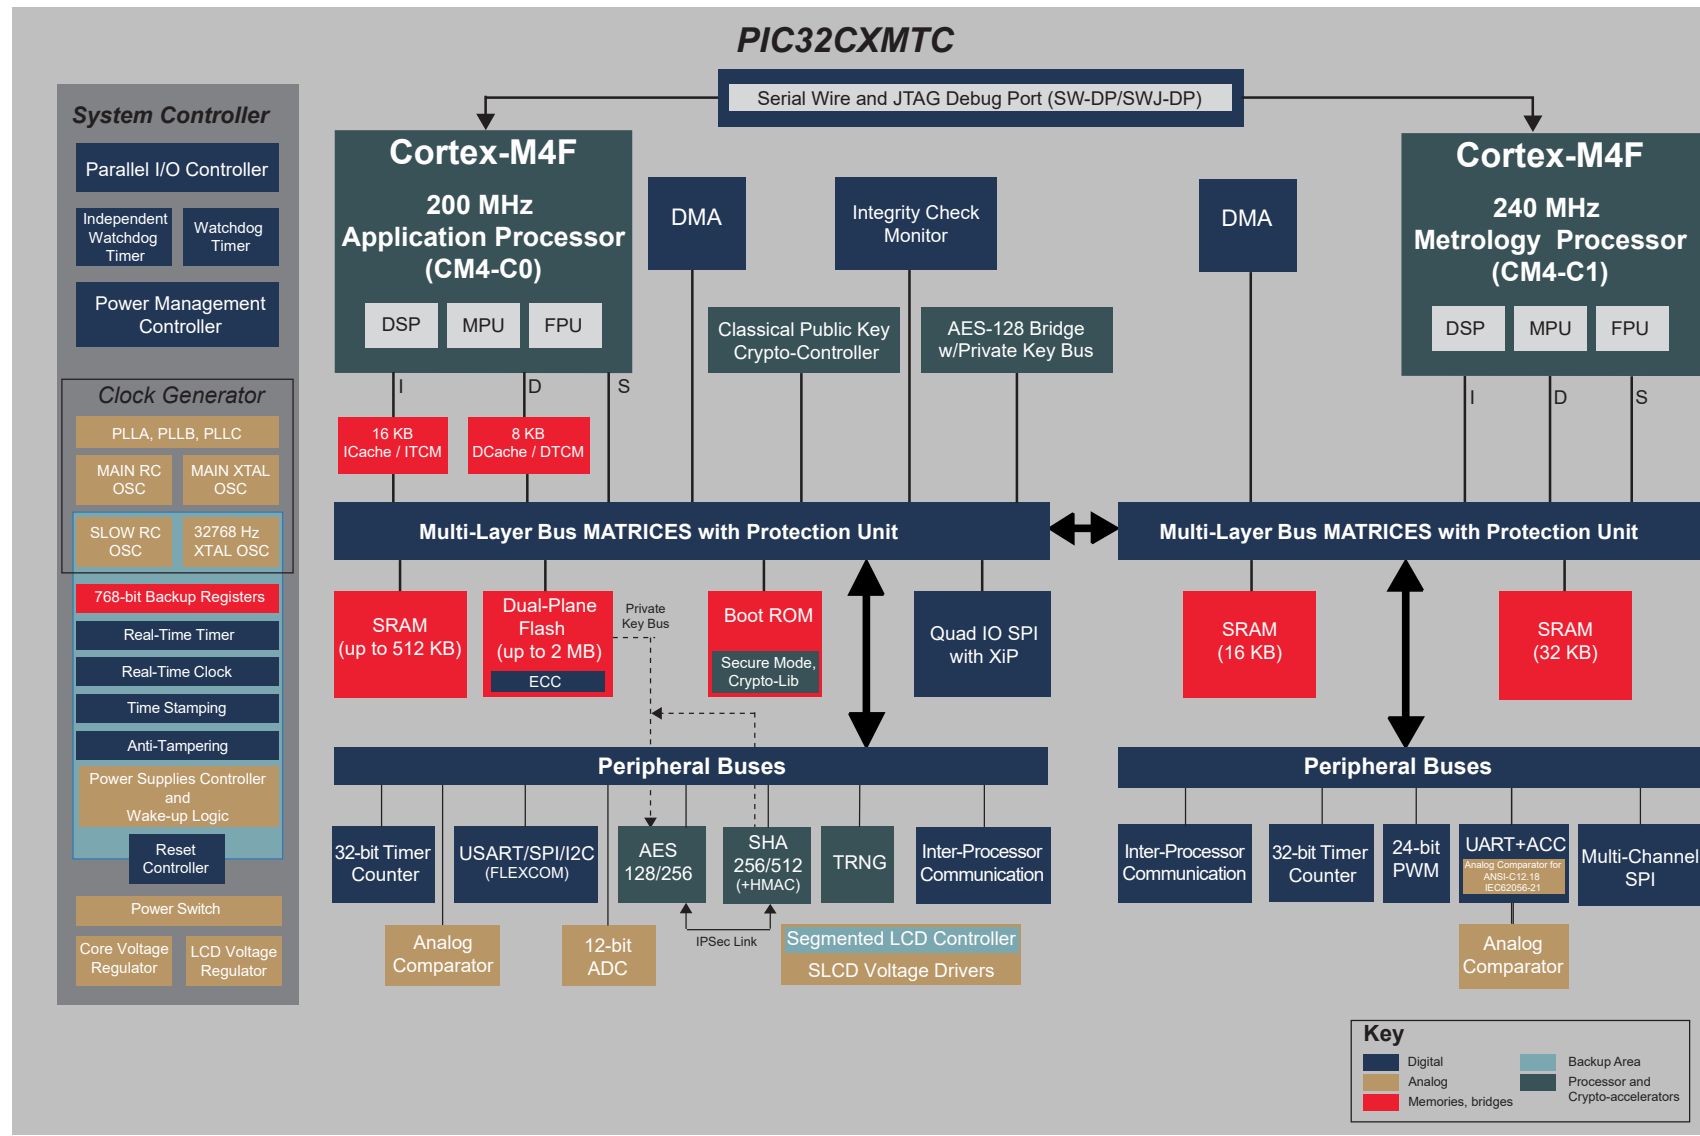 PIC32CXMTC
Serial Wire and JTAG Debug Port (SW-DP/SWJ-DP)
System Controller
Parallel I/O Controller
Independent
Watchdog
Timer
Watchdog
Timer
Power Management
Controller
Clock Generator
PLLA, PLLB, PLLC
MAIN RC
OSC
MAIN XTAL
OSC
SLOW RC
OSC
32768 Hz
XTAL OSC
768-bit Backup Registers
Real-Time Timer
Real-Time Clock
Time Stamping
Anti-Tampering
Power Supplies Controller
and
Wake-up Logic
Reset
Controller
Power Switch
Core Voltage
Regulator
LCD Voltage
Regulator
Cortex-M4F
200 MHz
Application Processor
(CM4-C0)
DSP
MPU
FPU
I
D
S
16 KB
ICache / ITCM
8 KB
DCache / DTCM
DMA
Integrity Check
Monitor
Classical Public Key
Crypto-Controller
AES-128 Bridge
w/Private Key Bus
DMA
Cortex-M4F
240 MHz
Metrology Processor
(CM4-C1)
DSP
MPU
FPU
I
D
S
Multi-Layer Bus MATRICES with Protection Unit
Multi-Layer Bus MATRICES with Protection Unit
SRAM
(up to 512 KB)
Dual-Plane
Flash
(up to 2 MB)
ECC
Private
Key Bus
Boot ROM
Secure Mode,
Crypto-Lib
Quad IO SPI
with XiP
SRAM
(16 KB)
SRAM
(32 KB)
Peripheral Buses
Peripheral Buses
32-bit Timer
Counter
USART/SPI/I2C
(FLEXCOM)
AES
128/256
SHA
256/512
(+HMAC)
TRNG
Inter-Processor
Communication
Analog
Comparator
12-bit
ADC
IPSec Link
Segmented LCD Controller
SLCD Voltage Drivers
Inter-Processor
Communication
32-bit Timer
Counter
24-bit
PWM
UART+ACC
Analog Comparator for
ANSI-C12.18
IEC62056-21
Multi-Channel
SPI
Analog
Comparator
Key
Digital
Analog
Memories, bridges
Backup Area
Processor and
Crypto-accelerators